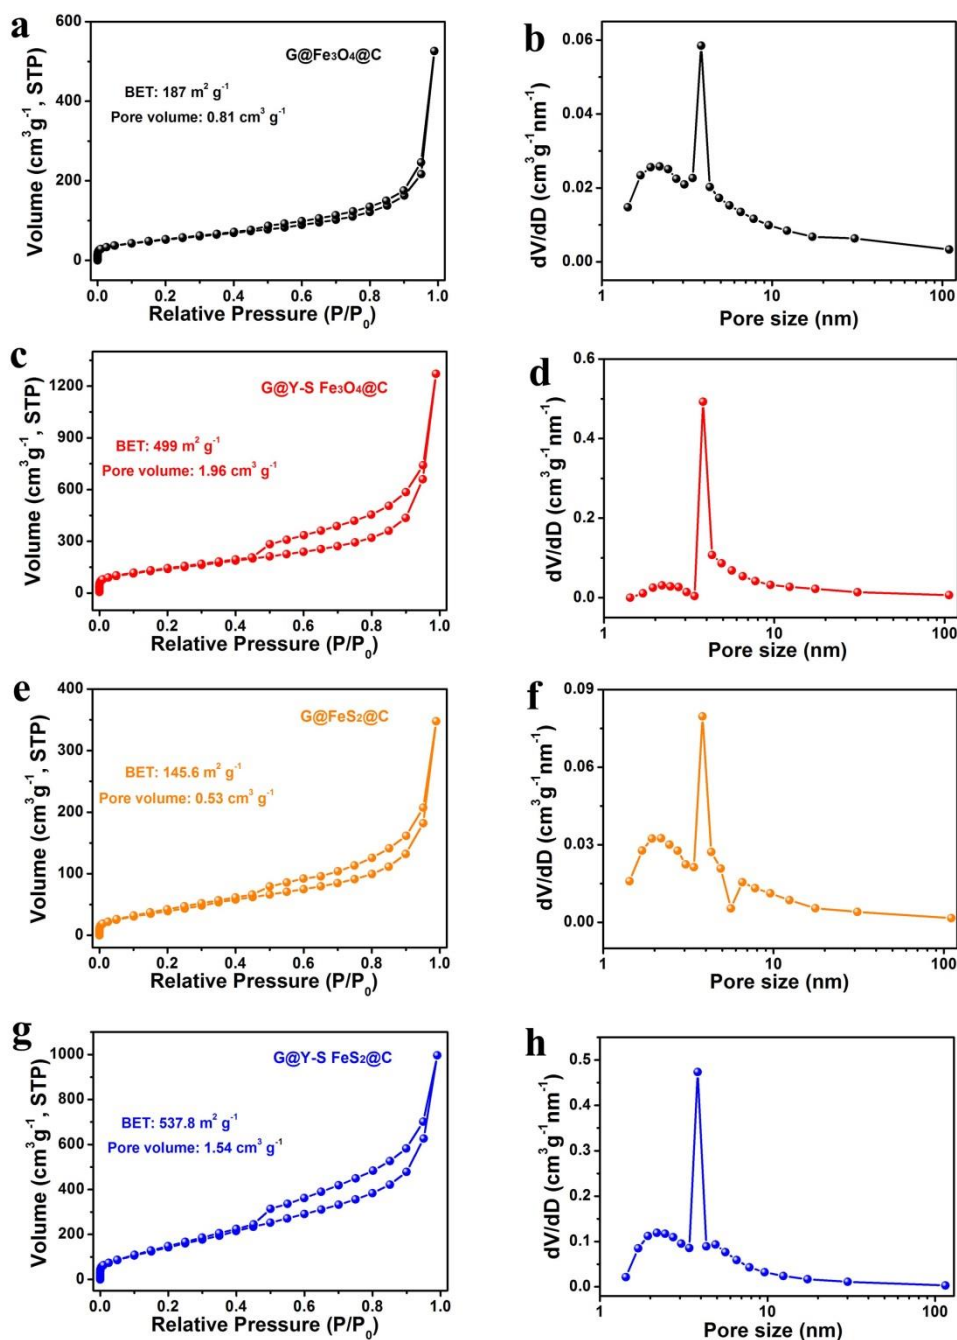 a
600
400
200
0
Volume (cm³g⁻¹, STP)
G@Fe₃O₄@C
BET: 187 m² g⁻¹
Pore volume: 0.81 cm³ g⁻¹
0.0 0.2 0.4 0.6 0.8 1.0
Relative Pressure (P/P₀)
b
0.06
0.04
0.02
0.00
dV/dD (cm³g⁻¹nm⁻¹)
1 10 100
Pore size (nm)
c
1200
900
600
300
0
Volume (cm³g⁻¹, STP)
G@Y-S Fe₃O₄@C
BET: 499 m² g⁻¹
Pore volume: 1.96 cm³ g⁻¹
0.0 0.2 0.4 0.6 0.8 1.0
Relative Pressure (P/P₀)
d
0.6
0.4
0.2
0.0
dV/dD (cm³g⁻¹nm⁻¹)
1 10 100
Pore size (nm)
e
400
300
200
100
0
Volume (cm³g⁻¹, STP)
G@FeS₂@C
BET: 145.6 m² g⁻¹
Pore volume: 0.53 cm³ g⁻¹
0.0 0.2 0.4 0.6 0.8 1.0
Relative Pressure (P/P₀)
f
0.09
0.06
0.03
0.00
dV/dD (cm³g⁻¹nm⁻¹)
1 10 100
Pore size (nm)
g
1000
800
600
400
200
0
Volume (cm³g⁻¹, STP)
G@Y-S FeS₂@C
BET: 537.8 m² g⁻¹
Pore volume: 1.54 cm³ g⁻¹
0.0 0.2 0.4 0.6 0.8 1.0
Relative Pressure (P/P₀)
h
0.5
0.4
0.3
0.2
0.1
0.0
dV/dD (cm³g⁻¹nm⁻¹)
1 10 100
Pore size (nm)